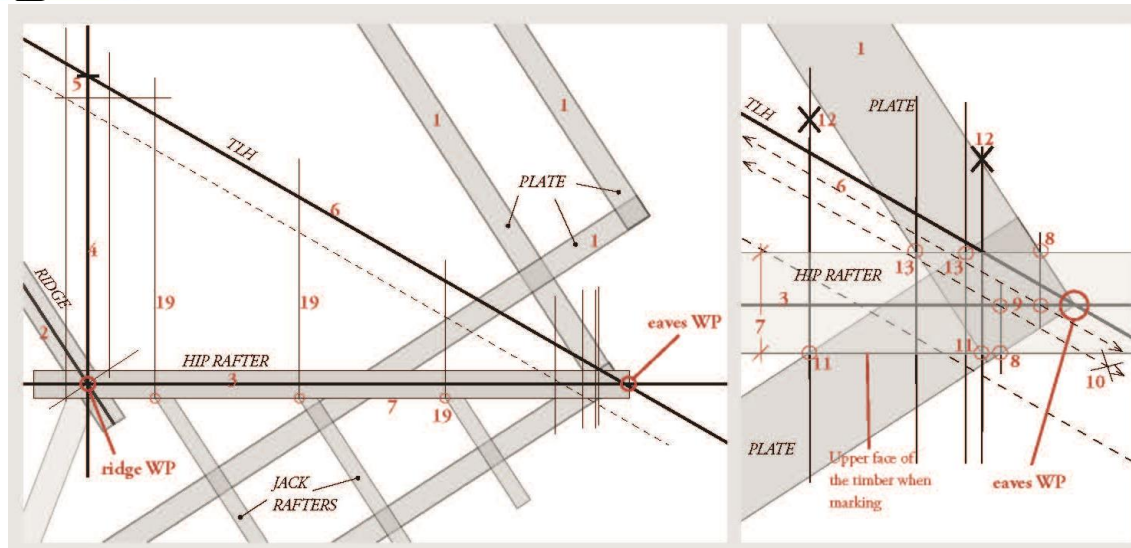 5
1
1
TLH
PLATE
6
1
4
RIDGE
19
19
2
eaves WP
HIP RAFTER
3
7
19
ridge WP
JACK
RAFTERS
1
PLATE
TLH
12
12
6
8
13
13
HIP RAFTER
3
9
7
11
11
8
10
PLATE
Upper face of
the timber when
marking
eaves WP